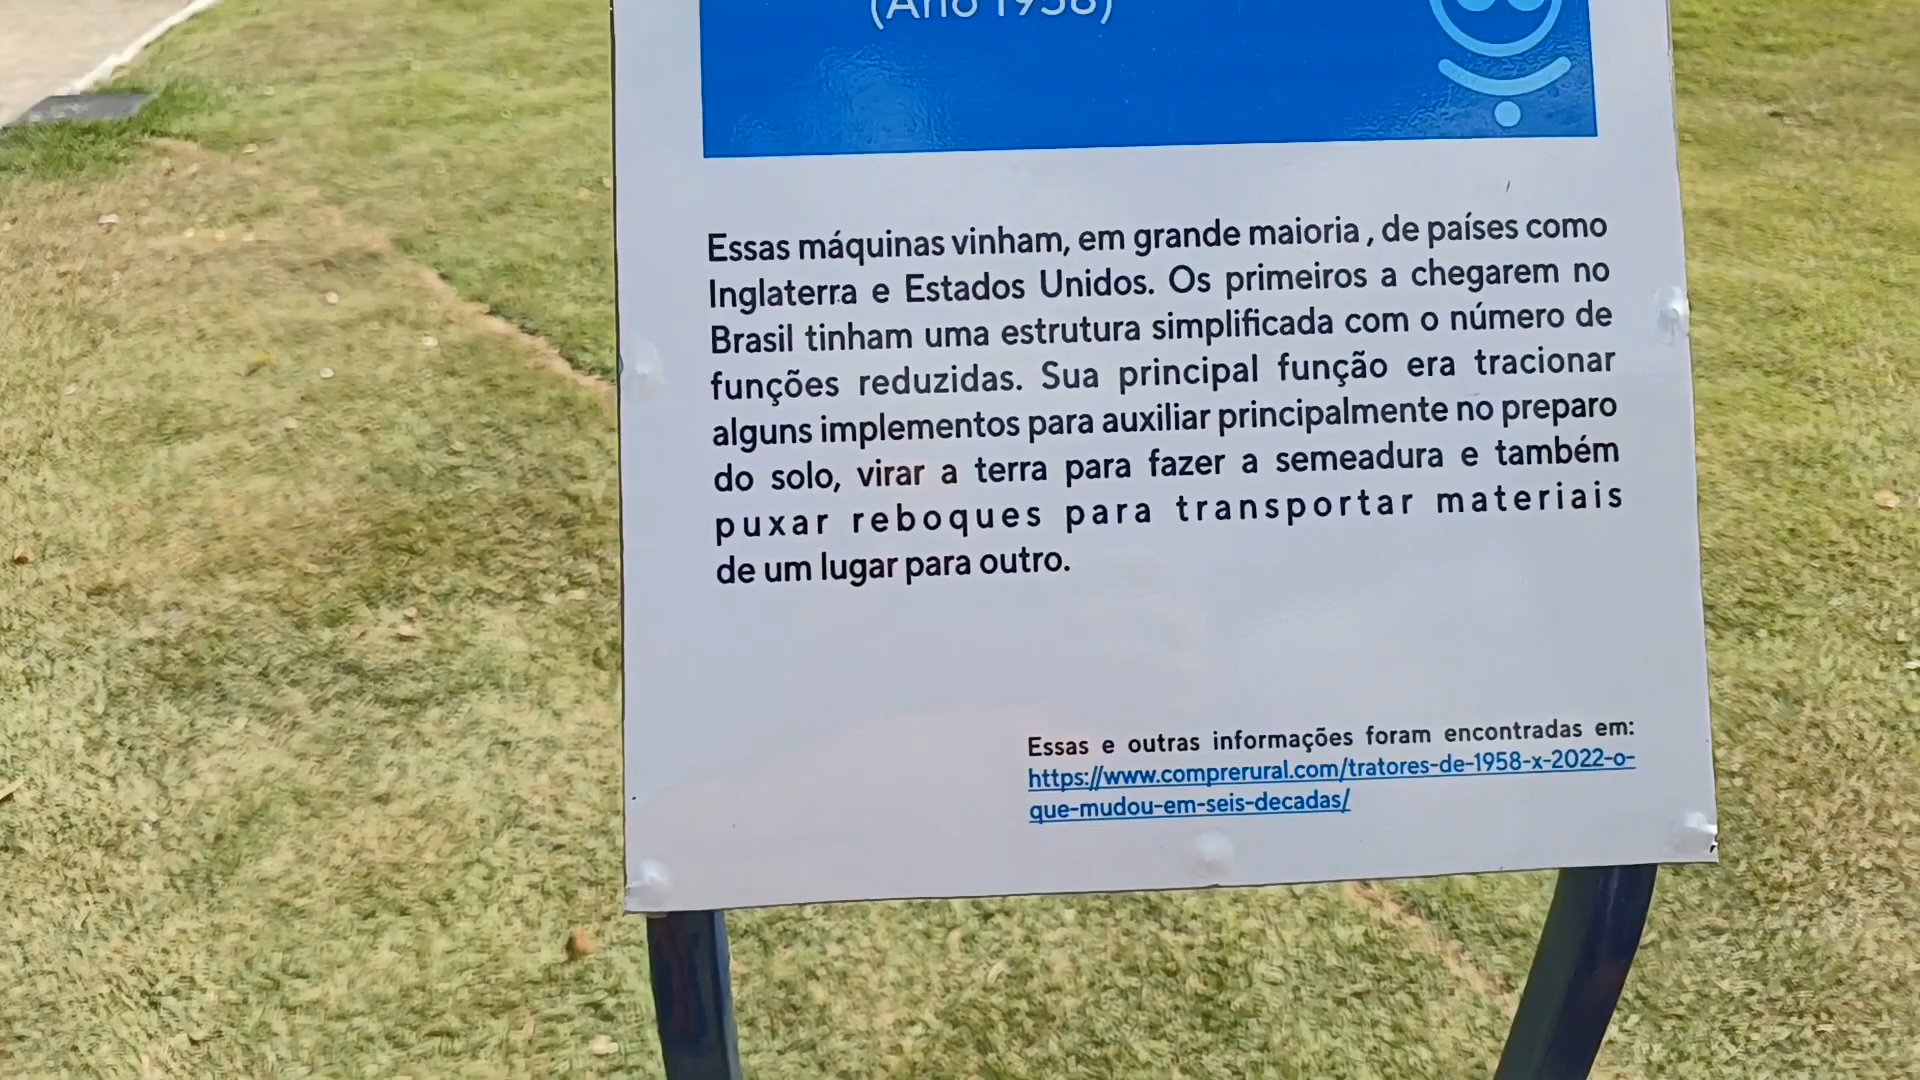 (Ano 1958)
Essas máquinas vinham, em grande maioria , de países como
Inglaterra e Estados Unidos. Os primeiros a chegarem no
Brasil tinham uma estrutura simplificada com o número de
funções reduzidas. Sua principal função era tracionar
alguns implementos para auxiliar principalmente no preparo
do solo, virar a terra para fazer a semeadura e também
puxar reboques para transportar materiais
de um lugar para outro.
Essas e outras informações foram encontradas em:
https://www.comprerural.com/tratores-de-1958-x-2022-o-
que-mudou-em-seis-decadas/